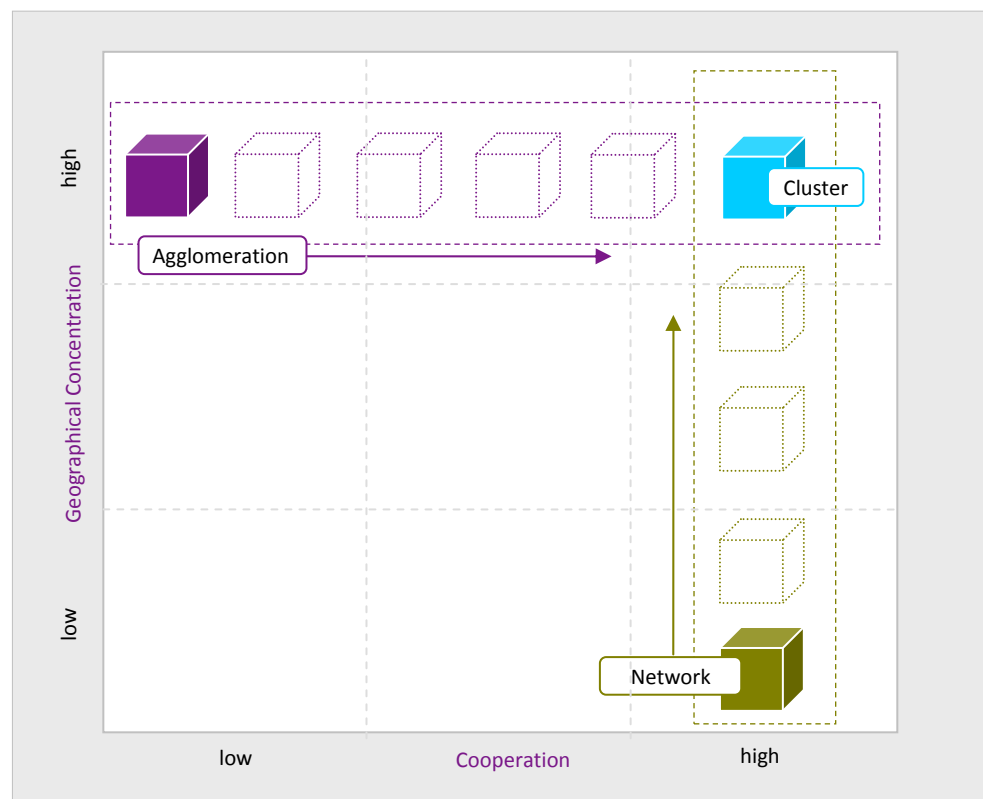 high
Cluster
Agglomeration
Geographical Concentration
low
Network
low
Cooperation
high